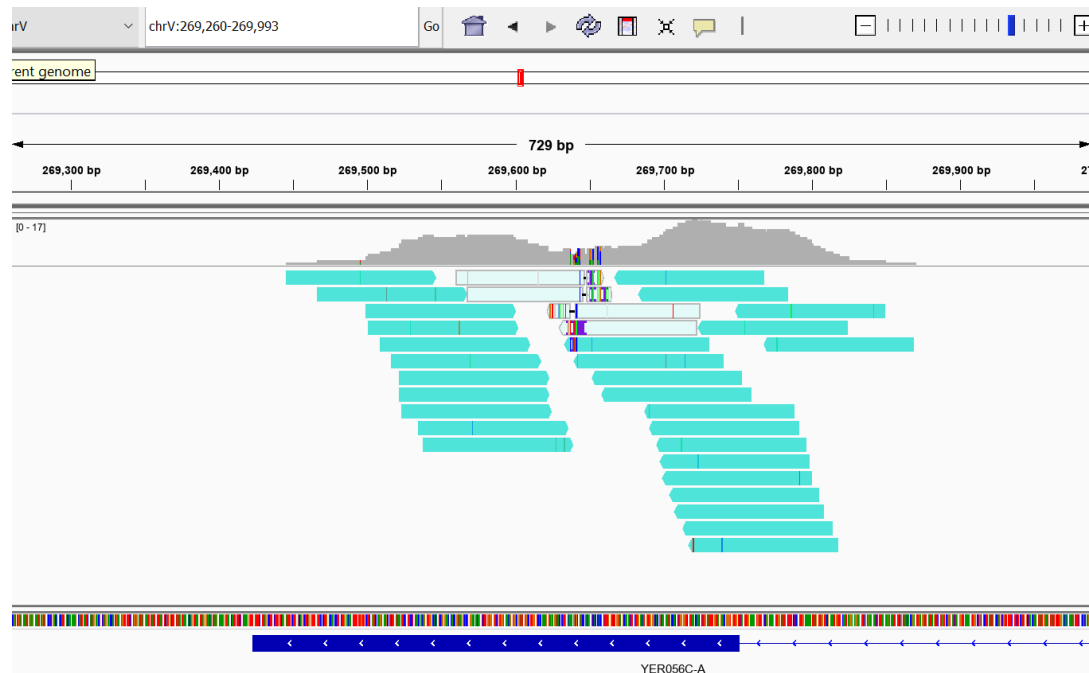 chrV:269,260-269,993 Go
rent genome
729 bp
269,300 bp 269,400 bp 269,500 bp 269,600 bp 269,700 bp 269,800 bp 269,900 bp
[0 - 17]
YER056C-A